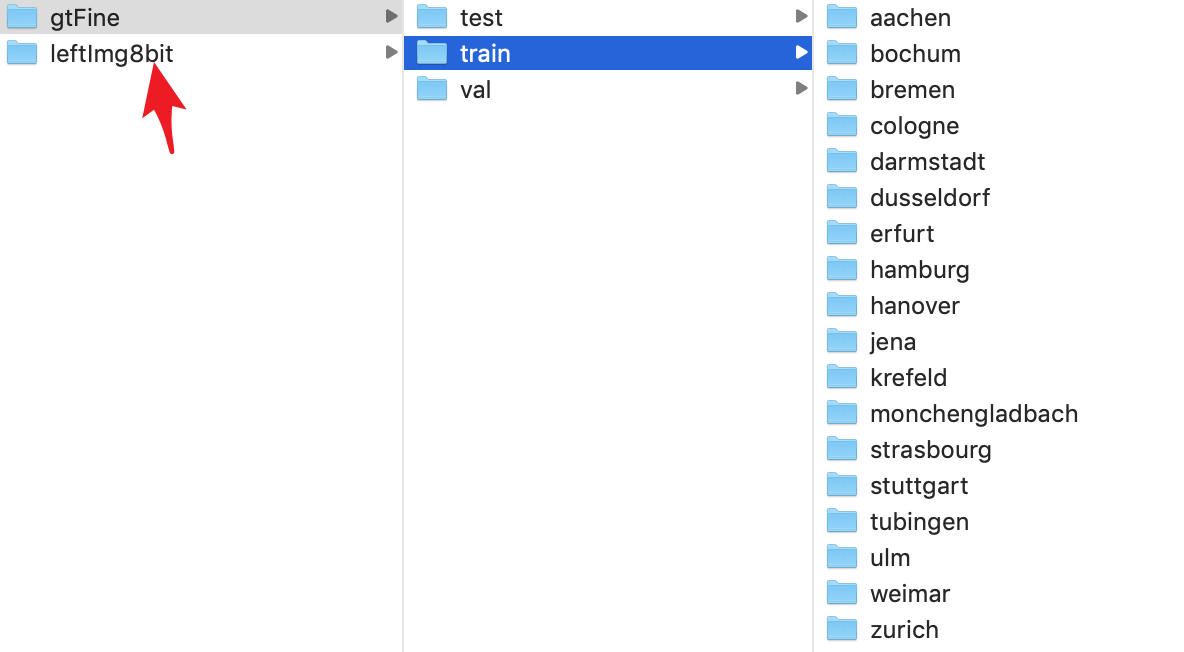 gtFine
leftImg8bit
test
train
val
aachen
bochum
bremen
cologne
darmstadt
dusseldorf
erfurt
hamburg
hanover
jena
krefeld
monchengladbach
strasbourg
stuttgart
tubingen
ulm
weimar
zurich